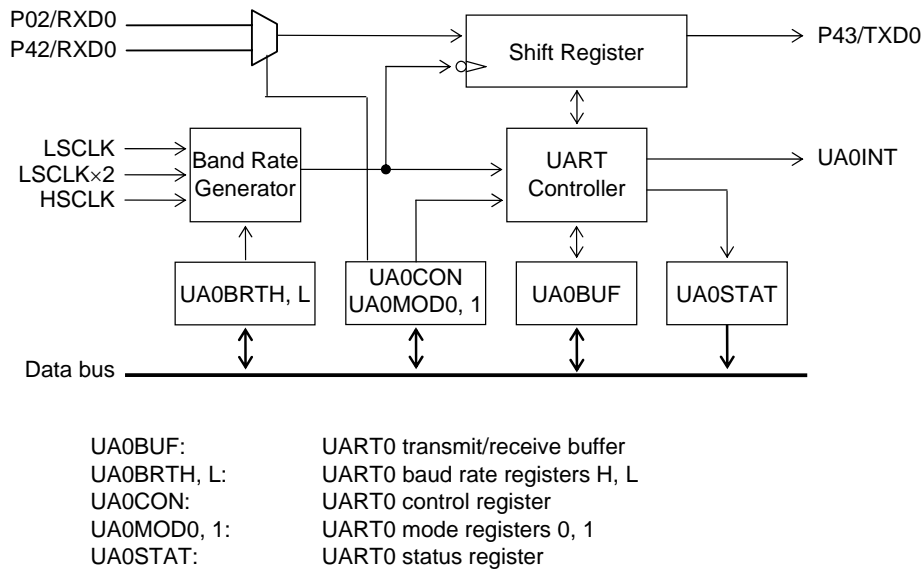 P02/RXD0
P42/RXD0
Shift Register
P43/TXD0
LSCLK
LSCLK×2
HSCLK
Band Rate
Generator
UART
Controller
UA0INT
UA0BRTH, L
UA0CON
UA0MOD0, 1
UA0BUF
UA0STAT
Data bus
UA0BUF: UART0 transmit/receive buffer
UA0BRTH, L: UART0 baud rate registers H, L
UA0CON: UART0 control register
UA0MOD0, 1: UART0 mode registers 0, 1
UA0STAT: UART0 status register